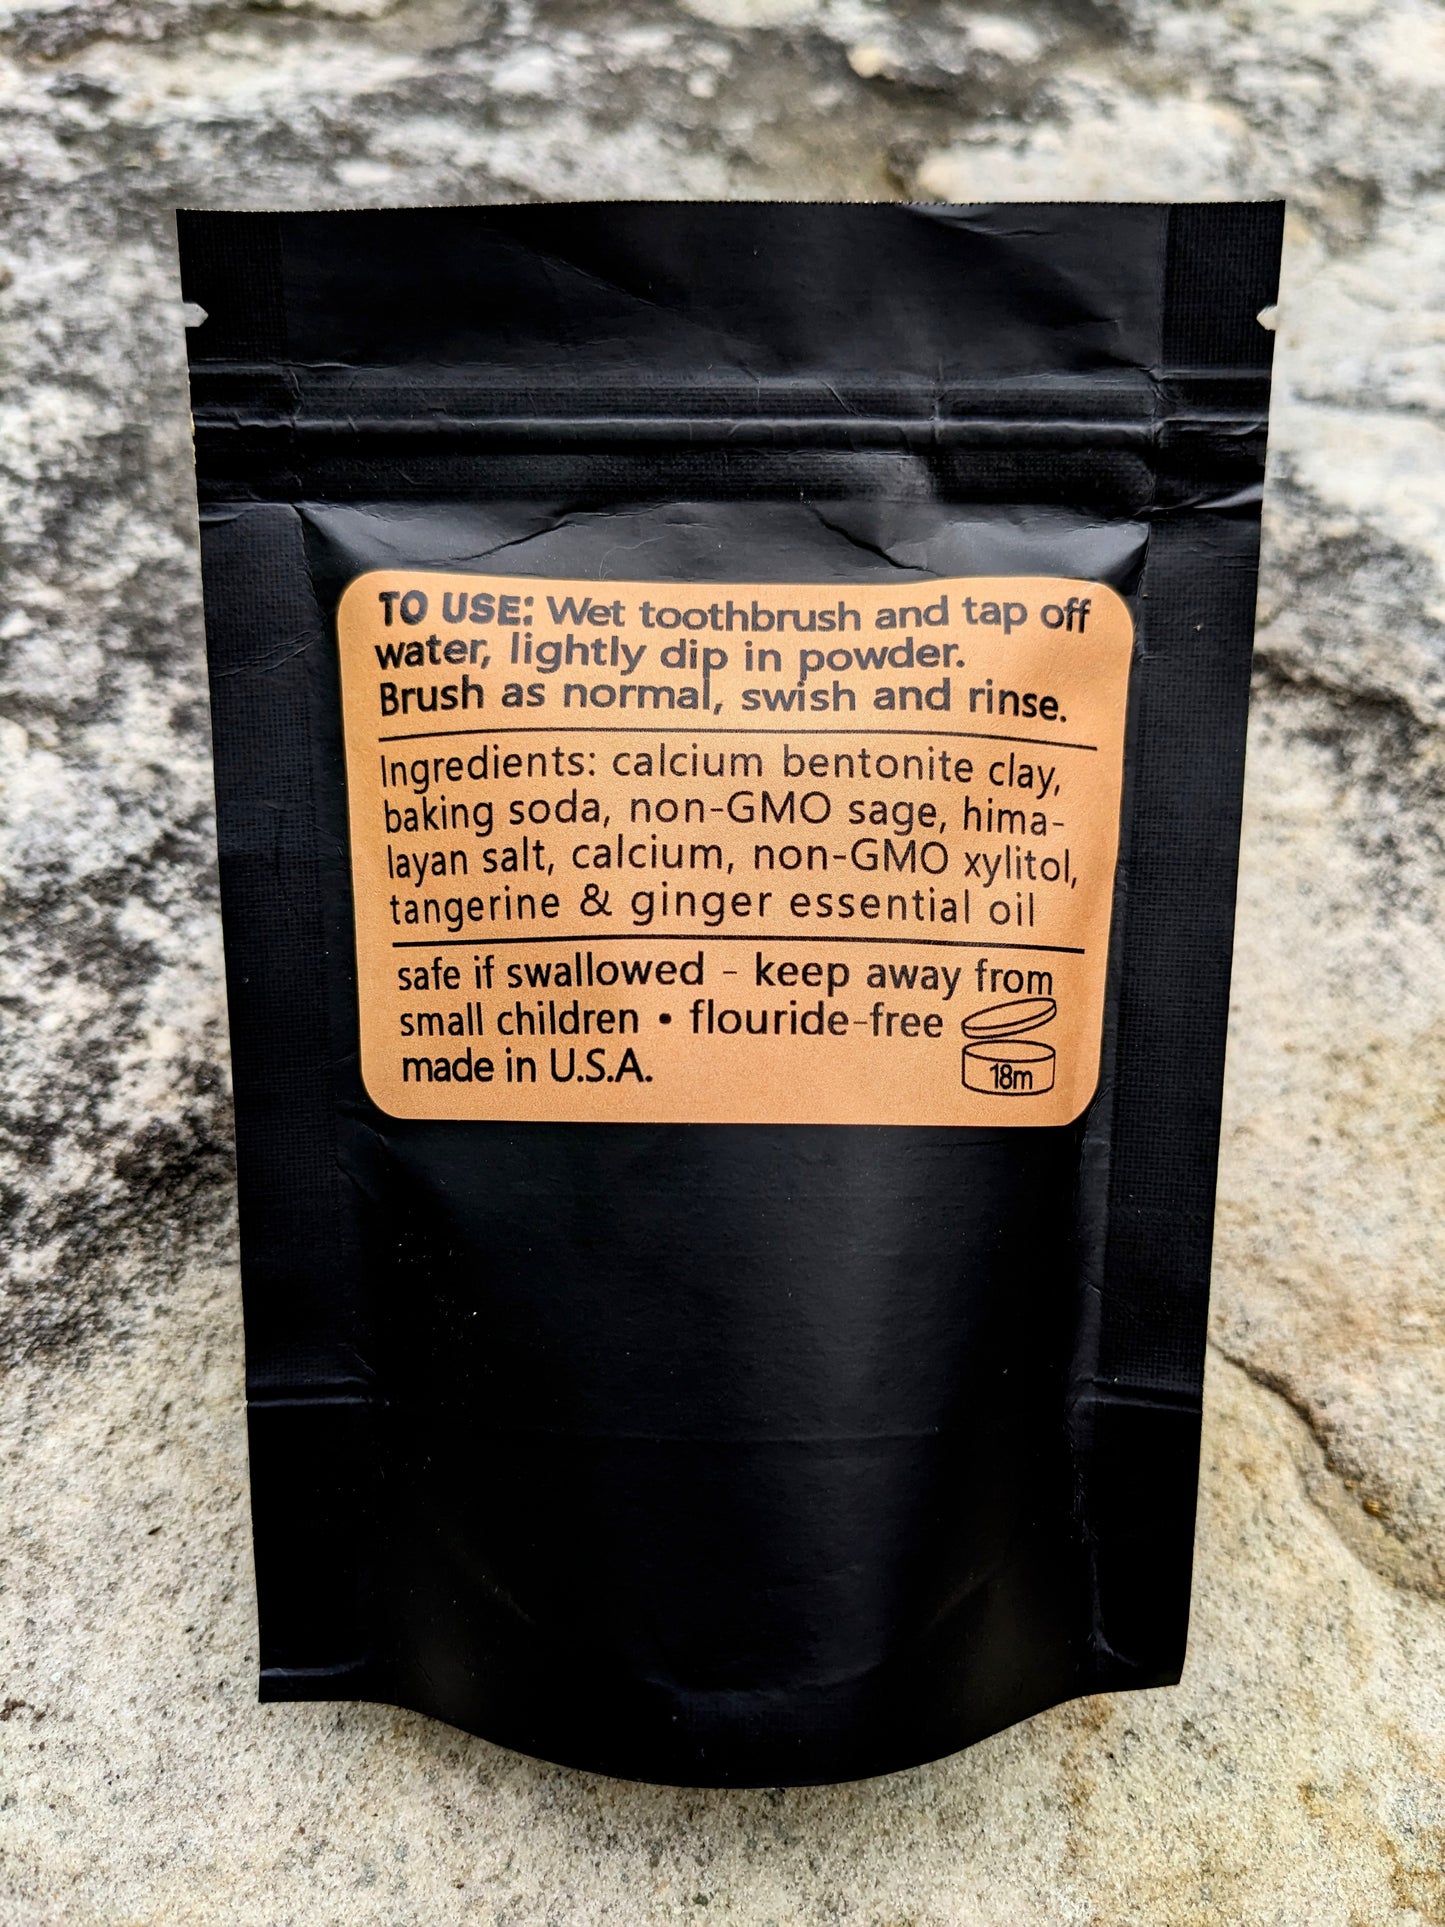 TO USE: Wet toothbrush and tap off
water, lightly dip in powder.
Brush as normal, swish and rinse.
Ingredients: calcium bentonite clay,
baking soda, non-GMO sage, hima-
layan salt, calcium, non-GMO xylitol,
tangerine & ginger essential oil
safe if swallowed - keep away from
small children • flouride-free
made in U.S.A.
18m